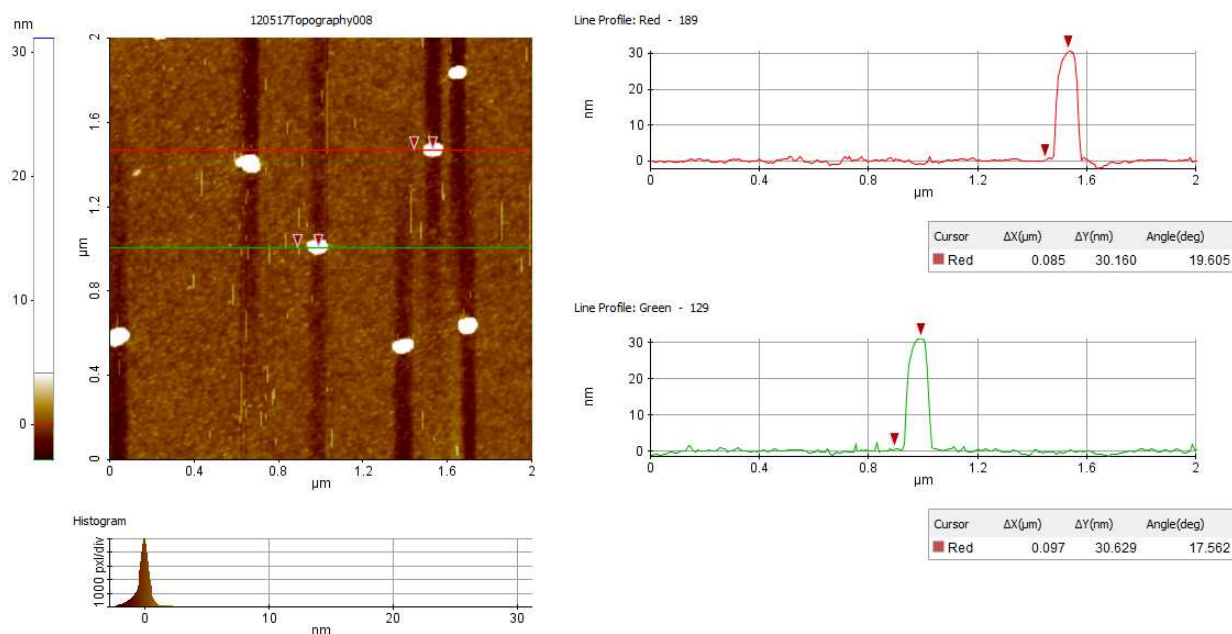 nm
30
20
10
0
120517Topography008
2
1.6
1.2
µm
0.8
0.4
0
0 0.4 0.8 1.2 1.6 2
µm
Histogram
1000 pxl/div
0 10 20 30
nm
Line Profile: Red - 189
30
20
nm
10
0
0 0.4 0.8 1.2 1.6 2
µm
Cursor ΔX(µm) ΔY(nm) Angle(deg)
Red 0.085 30.160 19.605
Line Profile: Green - 129
30
20
nm
10
0
0 0.4 0.8 1.2 1.6 2
µm
Cursor ΔX(µm) ΔY(nm) Angle(deg)
Red 0.097 30.629 17.562